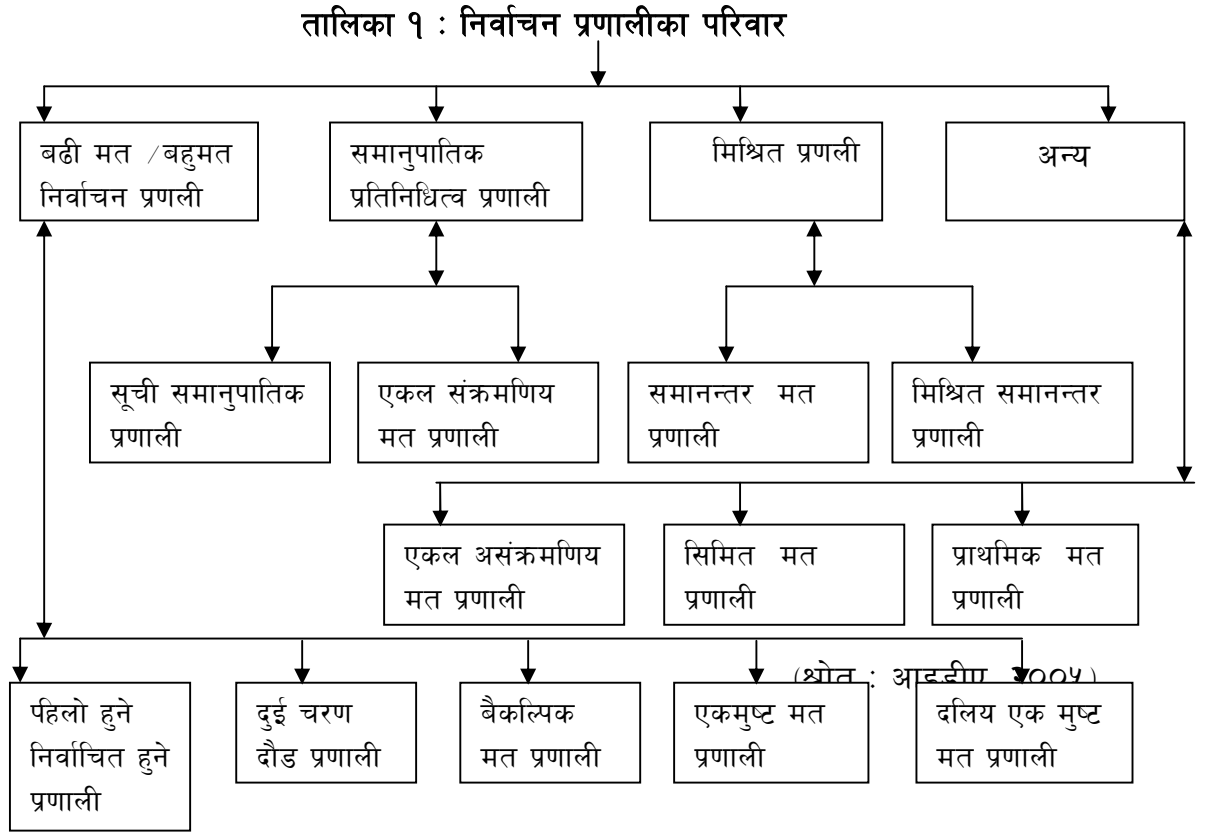 तालिका १ : निर्वाचन प्रणालीका परिवार
बढी मत /बहुमत
निर्वाचन प्रणली
समानुपातिक
प्रतिनिधित्व प्रणाली
मिश्रित प्रणली
अन्य
सूची समानुपातिक
प्रणाली
एकल संक्रमणिय
मत प्रणाली
समानन्तर मत
प्रणाली
मिश्रित समानन्तर
प्रणाली
एकल असंक्रमणिय
मत प्रणाली
सिमित मत
प्रणाली
प्राथमिक मत
प्रणाली
(श्रोत : आइडीए २००५)
पहिलो हुने
निर्वाचित हुने
प्रणाली
दुई चरण
दौड प्रणाली
बैकल्पिक
मत प्रणाली
एकमुष्ट मत
प्रणाली
दलिय एक मुष्ट
मत प्रणाली